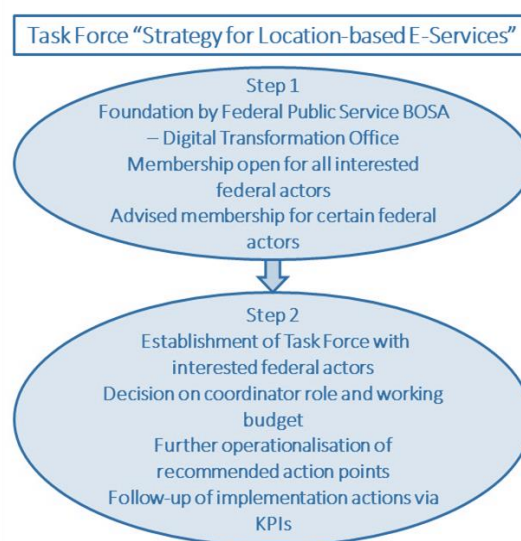 Task Force “Strategy for Location-based E-Services”
Step 1
Foundation by Federal Public Service BOSA
– Digital Transformation Office
Membership open for all interested
federal actors
Advised membership for certain federal
actors
Step 2
Establishment of Task Force with
interested federal actors
Decision on coordinator role and working
budget
Further operationalisation of
recommended action points
Follow-up of implementation actions via
KPIs